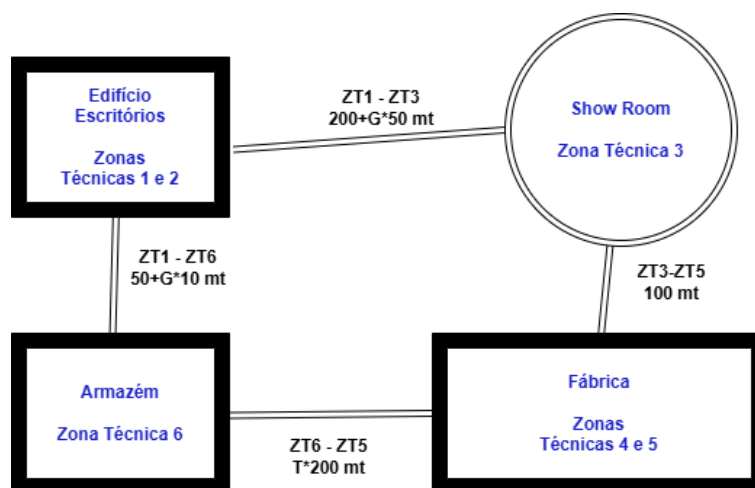 Edifício
Escritórios
Zonas
Técnicas 1 e 2
ZT1 - ZT3
200+G*50 mt
Show Room
Zona Técnica 3
ZT1 - ZT6
50+G*10 mt
ZT3-ZT5
100 mt
Armazém
Zona Técnica 6
ZT6 - ZT5
T*200 mt
Fábrica
Zonas
Técnicas 4 e 5